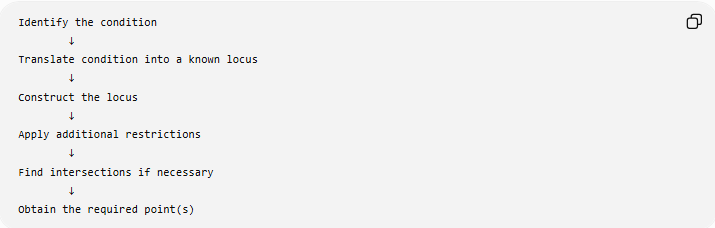 Identify the condition
↓
Translate condition into a known locus
↓
Construct the locus
↓
Apply additional restrictions
↓
Find intersections if necessary
↓
Obtain the required point(s)